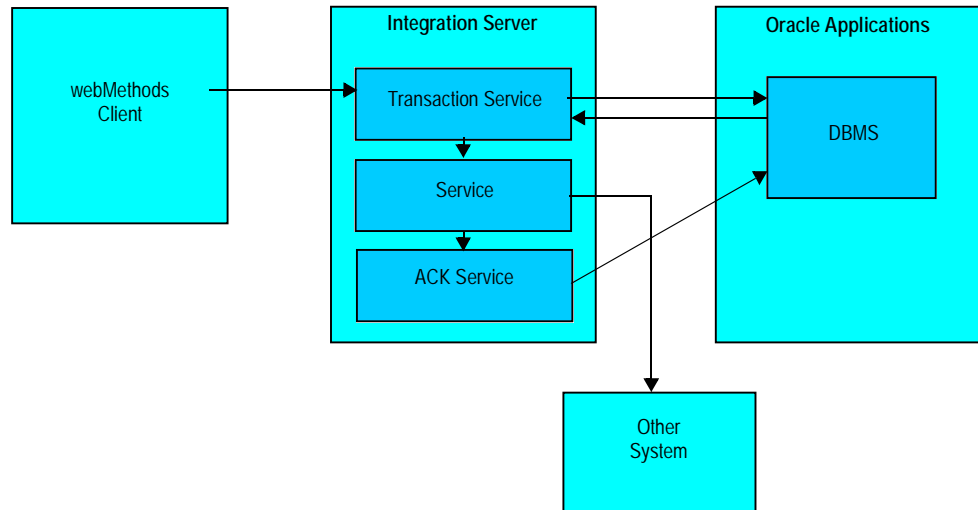 webMethods
Client
Integration Server
Transaction Service
Service
ACK Service
Oracle Applications
DBMS
Other
System